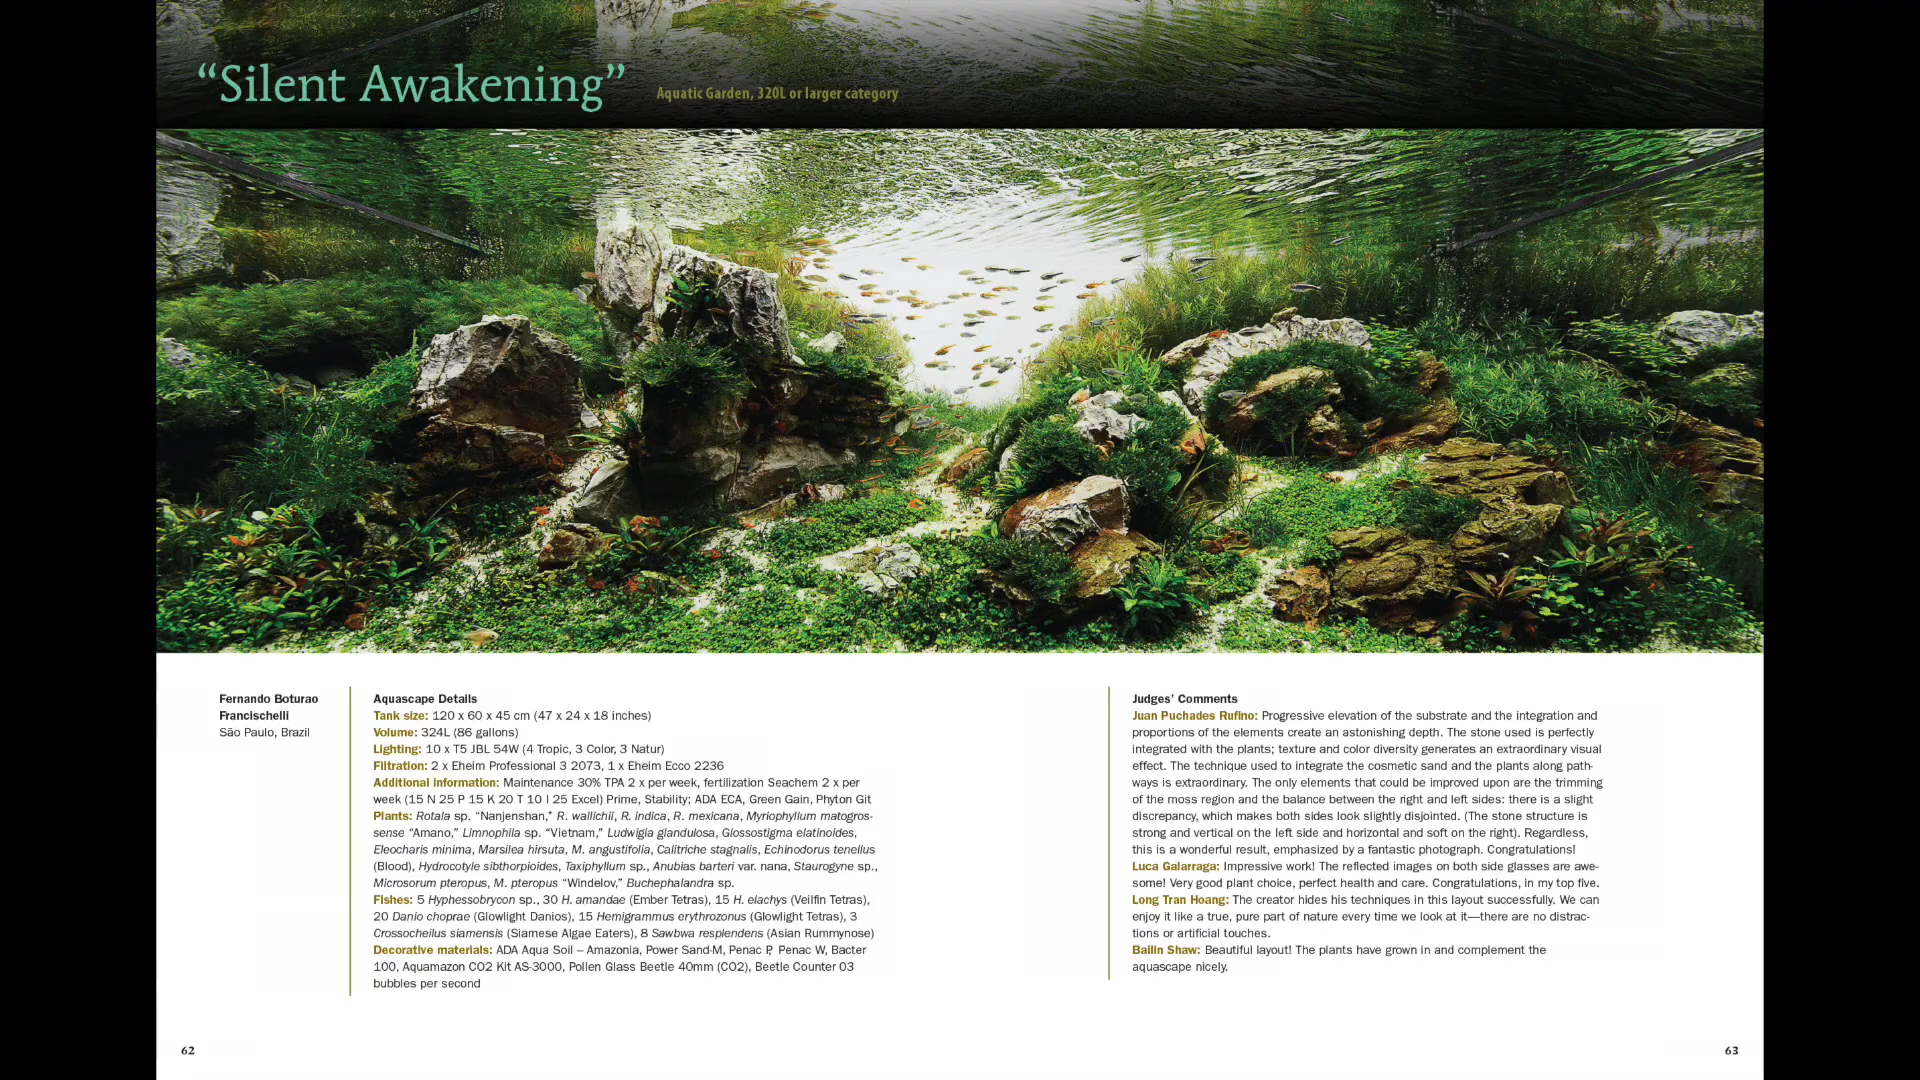 “Silent Awakening”
Aquatic Garden, 320L or larger category
Fernando Boturao
Francischelli
São Paulo, Brazil
Aquascape Details
Tank size: 120 x 60 x 45 cm (47 x 24 x 18 inches)
Volume: 324L (86 gallons)
Lighting: 10 x T5 JBL 54W (4 Tropic, 3 Color, 3 Natur)
Filtration: 2 x Eheim Professional 3 2073, 1 x Eheim Ecco 2236
Additional information: Maintenance 30% TPA 2 x per week, fertilization Seachem 2 x per
week (15 N 25 P 15 K 20 T 10 I 25 Excel) Prime, Stability; ADA ECA, Green Gain, Phyton Git
Plants: Rotala sp. “Nanjenshan,” R. wallichii, R. indica, R. mexicana, Myriophyllum matogros-
sense “Amano,” Limnophila sp. “Vietnam,” Ludwigia glandulosa, Glossostigma elatinoides,
Eleocharis minima, Marsilea hirsuta, M. angustifolia, Calitriche stagnalis, Echinodorus tenellus
(Blood), Hydrocotyle sibthorpioides, Taxiphyllum sp., Anubias barteri var. nana, Staurogyne sp.,
Microsorum pteropus, M. pteropus “Windelov,” Buchephalandra sp.
Fishes: 5 Hyphessobrycon sp., 30 H. amandae (Ember Tetras), 15 H. elachys (Veilfin Tetras),
20 Danio choprae (Glowlight Danios), 15 Hemigrammus erythrozonus (Glowlight Tetras), 3
Crossocheilus siamensis (Siamese Algae Eaters), 8 Sawbwa resplendens (Asian Rummynose)
Decorative materials: ADA Aqua Soil – Amazonia, Power Sand-M, Penac P, Penac W, Bacter
100, Aquamazon CO2 Kit AS-3000, Pollen Glass Beetle 40mm (CO2), Beetle Counter 03
bubbles per second
Judges’ Comments
Juan Puchades Rufino: Progressive elevation of the substrate and the integration and
proportions of the elements create an astonishing depth. The stone used is perfectly
integrated with the plants; texture and color diversity generates an extraordinary visual
effect. The technique used to integrate the cosmetic sand and the plants along path-
ways is extraordinary. The only elements that could be improved upon are the trimming
of the moss region and the balance between the right and left sides: there is a slight
discrepancy, which makes both sides look slightly disjointed. (The stone structure is
strong and vertical on the left side and horizontal and soft on the right). Regardless,
this is a wonderful result, emphasized by a fantastic photograph. Congratulations!
Luca Galarraga: Impressive work! The reflected images on both side glasses are awe-
some! Very good plant choice, perfect health and care. Congratulations, in my top five.
Long Tran Hoang: The creator hides his techniques in this layout successfully. We can
enjoy it like a true, pure part of nature every time we look at it—there are no distrac-
tions or artificial touches.
Bailin Shaw: Beautiful layout! The plants have grown in and complement the
aquascape nicely.
62
63